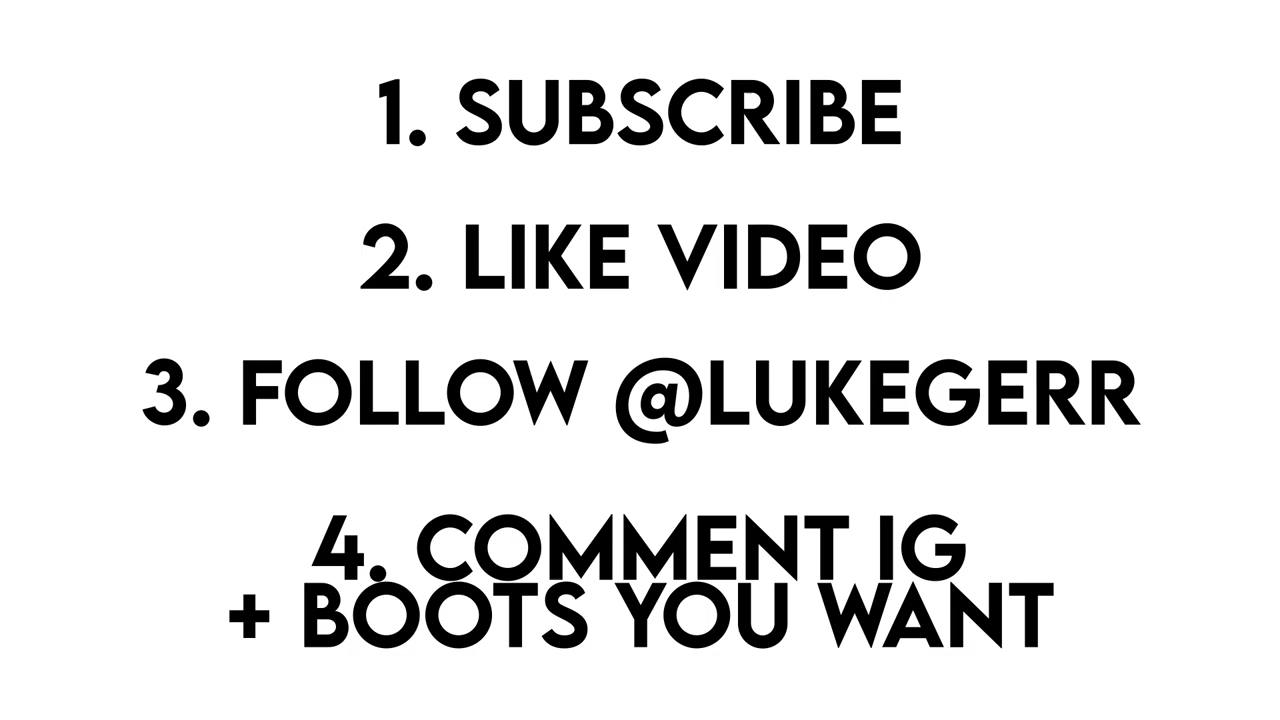 1. SUBSCRIBE
2. LIKE VIDEO
3. FOLLOW @LUKEGERR
4. COMMENT IG
+ BOOTS YOU WANT